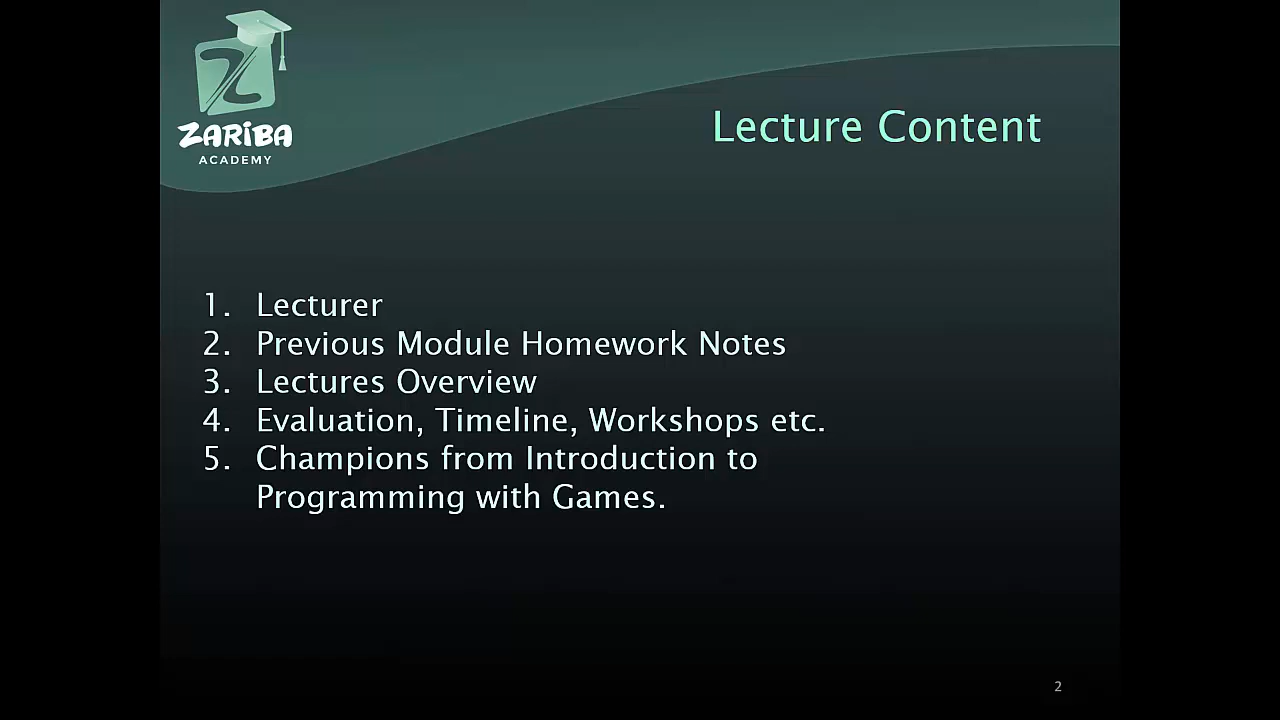 ZARIBA
ACADEMY
Lecture Content
1. Lecturer
2. Previous Module Homework Notes
3. Lectures Overview
4. Evaluation, Timeline, Workshops etc.
5. Champions from Introduction to
Programming with Games.
2